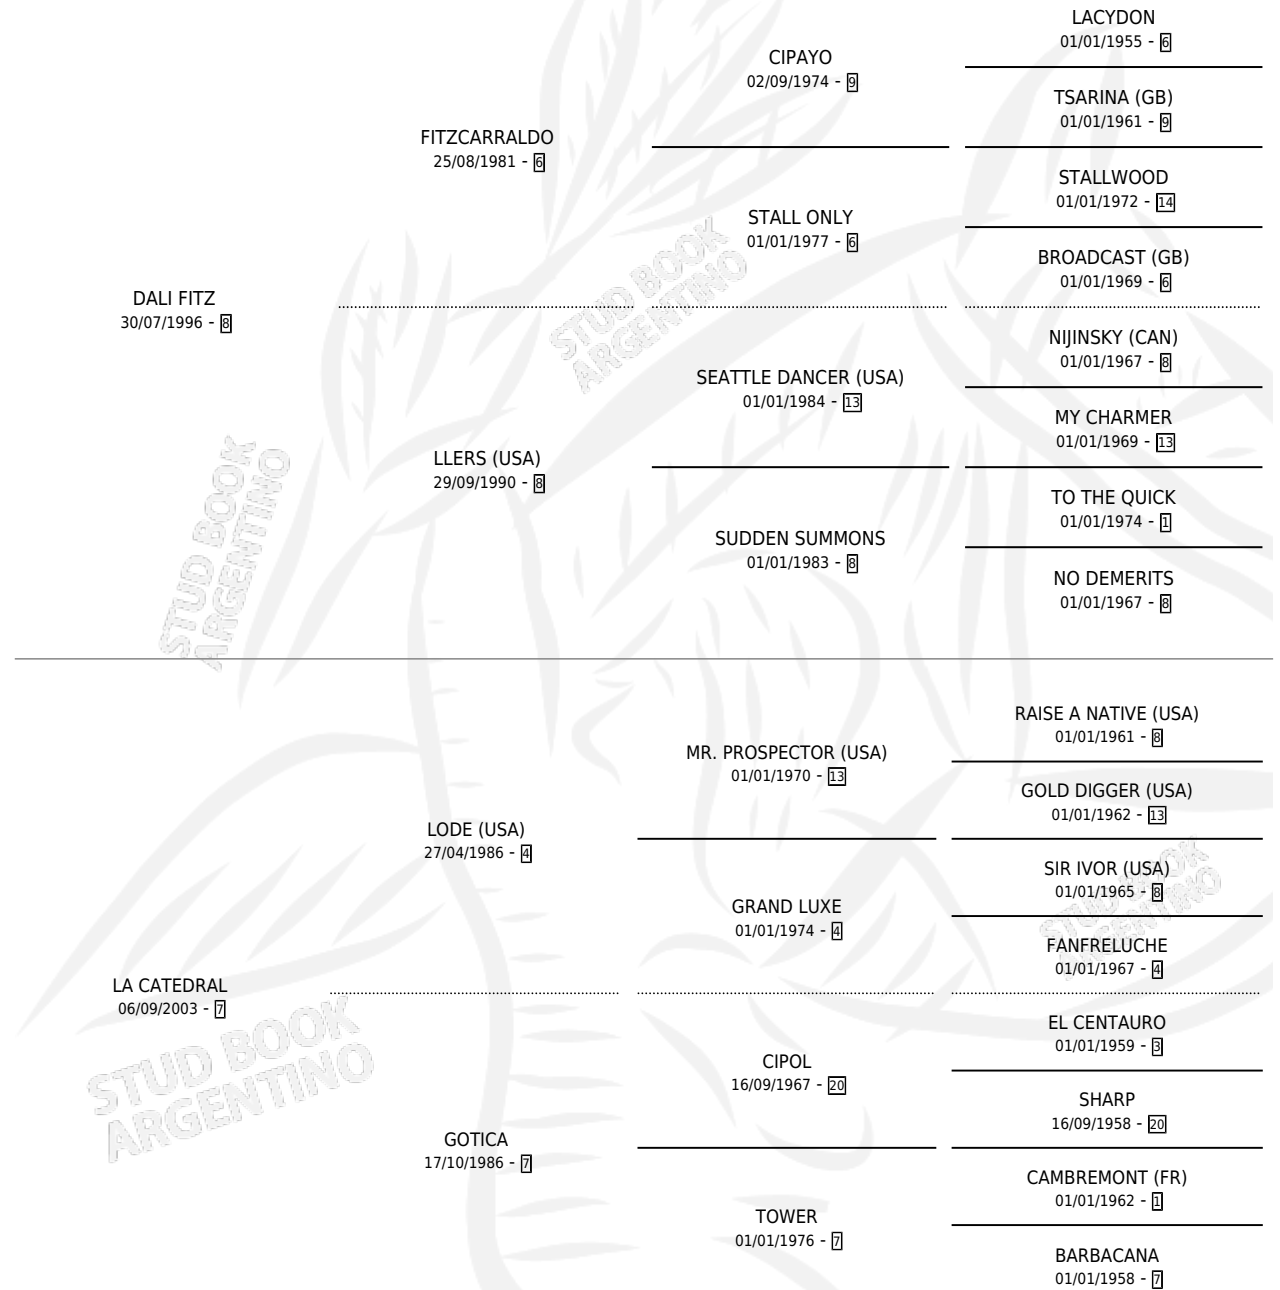 LACYDON
01/01/1955 - 6
CIPAYO
02/09/1974 - 9
TSARINA (GB)
01/01/1961 - 9
FITZCARRALDO
25/08/1981 - 6
STALLWOOD
01/01/1972 - 14
STALL ONLY
01/01/1977 - 6
BROADCAST (GB)
01/01/1969 - 6
DALI FITZ
30/07/1996 - 8
NIJINSKY (CAN)
01/01/1967 - 8
SEATTLE DANCER (USA)
01/01/1984 - 13
MY CHARMER
01/01/1969 - 13
LLERS (USA)
29/09/1990 - 8
TO THE QUICK
01/01/1974 - 1
SUDDEN SUMMONS
01/01/1983 - 8
NO DEMERITS
01/01/1967 - 8
RAISE A NATIVE (USA)
01/01/1961 - 8
MR. PROSPECTOR (USA)
01/01/1970 - 13
GOLD DIGGER (USA)
01/01/1962 - 13
LODE (USA)
27/04/1986 - 4
SIR IVOR (USA)
01/01/1965 - 8
GRAND LUXE
01/01/1974 - 4
FANFRELUCHE
01/01/1967 - 4
LA CATEDRAL
06/09/2003 - 7
EL CENTAURO
01/01/1959 - 3
CIPOL
16/09/1967 - 20
SHARP
16/09/1958 - 20
GOTICA
17/10/1986 - 7
CAMBREMONT (FR)
01/01/1962 - 1
TOWER
01/01/1976 - 7
BARBACANA
01/01/1958 - 7
STUD BOOK
ARGENTINO
STUD BOOK
ARGENTINO
STUD BOOK
ARGENTINO
STUD BOOK
ARGENTINO